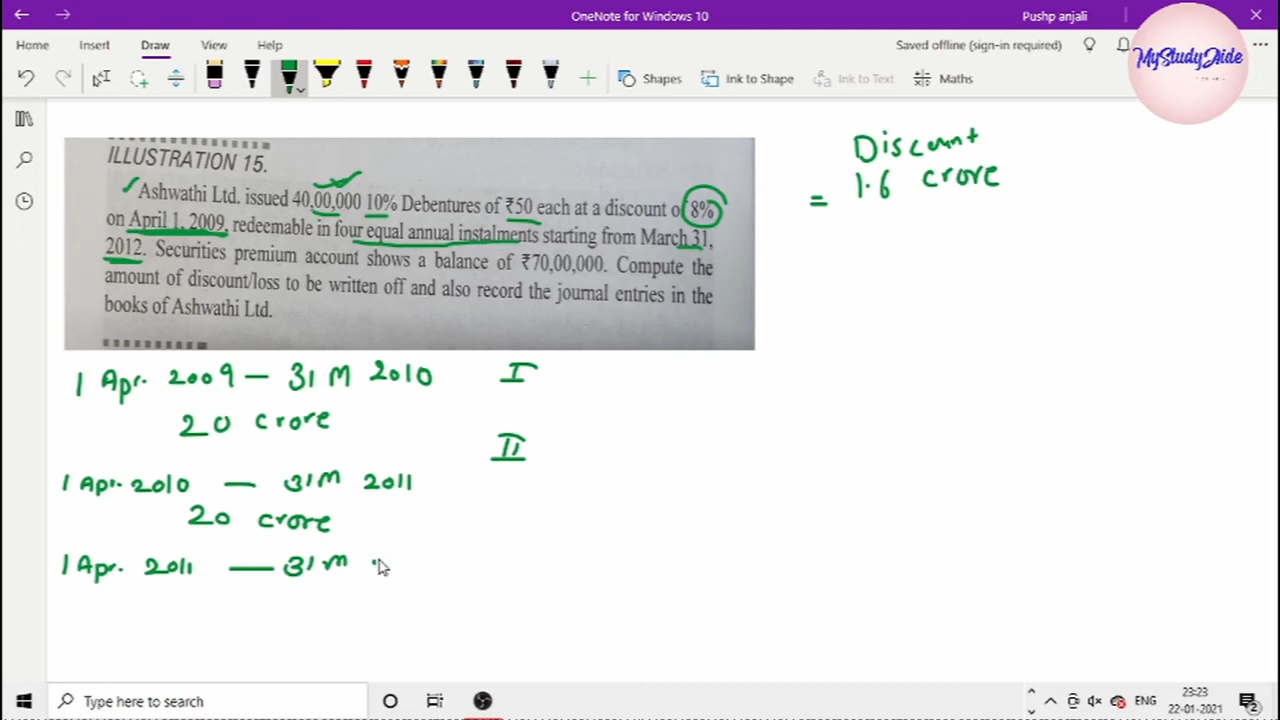 OneNote for Windows 10
Pushp anjali
Home Insert Draw View Help
Saved offline (sign-in required)
MyStudyAide
Shapes Ink to Shape Ink to Text Maths
ILLUSTRATION 15.
Ashwathi Ltd. issued 40,00,000 10% Debentures of ₹50 each at a discount o 8%
on April 1, 2009, redeemable in four equal annual instalments starting from March 31,
2012. Securities premium account shows a balance of ₹70,00,000. Compute the
amount of discount/loss to be written off and also record the journal entries in the
books of Ashwathi Ltd.
Discount
= 1.6 crore
1 Apr. 2009 — 31 M 2010 I
20 crore
II
1 Apr. 2010 — 31 M 2011
20 crore
1 Apr. 2011 — 31 m
Type here to search
ENG
23:23
22-01-2021
2